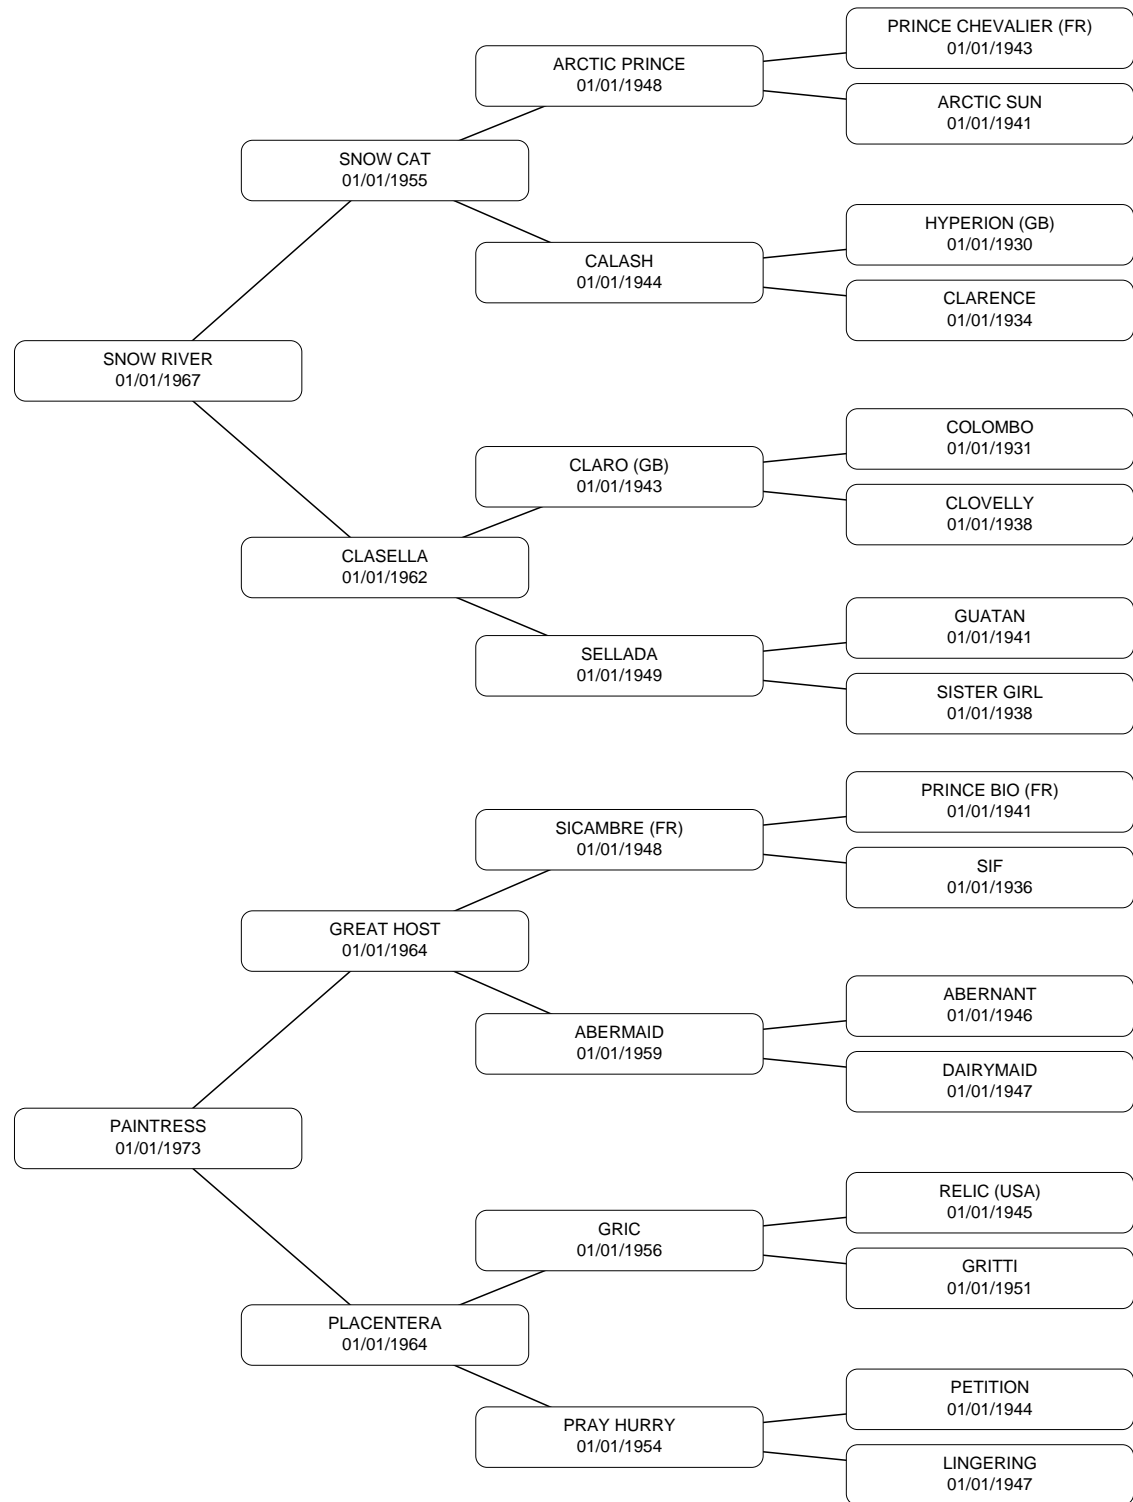 PRINCE CHEVALIER (FR)
01/01/1943
ARCTIC PRINCE
01/01/1948
ARCTIC SUN
01/01/1941
SNOW CAT
01/01/1955
HYPERION (GB)
01/01/1930
CALASH
01/01/1944
CLARENCE
01/01/1934
SNOW RIVER
01/01/1967
COLOMBO
01/01/1931
CLARO (GB)
01/01/1943
CLOVELLY
01/01/1938
CLASELLA
01/01/1962
GUATAN
01/01/1941
SELLADA
01/01/1949
SISTER GIRL
01/01/1938
PRINCE BIO (FR)
01/01/1941
SICAMBRE (FR)
01/01/1948
SIF
01/01/1936
GREAT HOST
01/01/1964
ABERNANT
01/01/1946
ABERMAID
01/01/1959
DAIRYMAID
01/01/1947
PAINTRESS
01/01/1973
RELIC (USA)
01/01/1945
GRIC
01/01/1956
GRITTI
01/01/1951
PLACENTERA
01/01/1964
PETITION
01/01/1944
PRAY HURRY
01/01/1954
LINGERING
01/01/1947